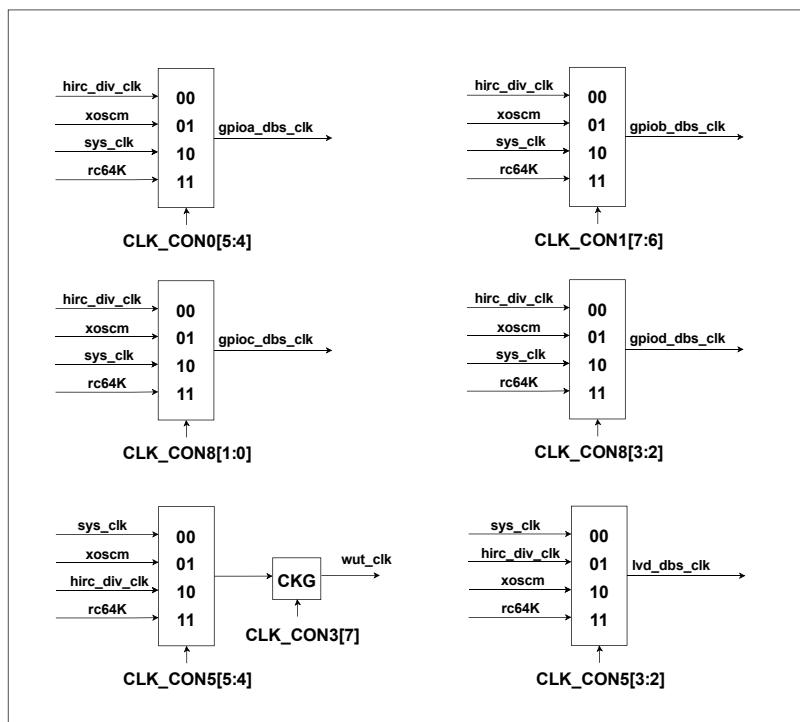 hirc_div_clk
00
xoscm
01
gpioa_dbs_clk
sys_clk
10
rc64K
11
CLK_CON0[5:4]
hirc_div_clk
00
xoscm
01
gpiob_dbs_clk
sys_clk
10
rc64K
11
CLK_CON1[7:6]
hirc_div_clk
00
xoscm
01
gpioc_dbs_clk
sys_clk
10
rc64K
11
CLK_CON8[1:0]
hirc_div_clk
00
xoscm
01
gpiod_dbs_clk
sys_clk
10
rc64K
11
CLK_CON8[3:2]
sys_clk
00
xoscm
01
hirc_div_clk
10
rc64K
11
CKG
wut_clk
CLK_CON3[7]
CLK_CON5[5:4]
sys_clk
00
hirc_div_clk
01
lvd_dbs_clk
xoscm
10
rc64K
11
CLK_CON5[3:2]